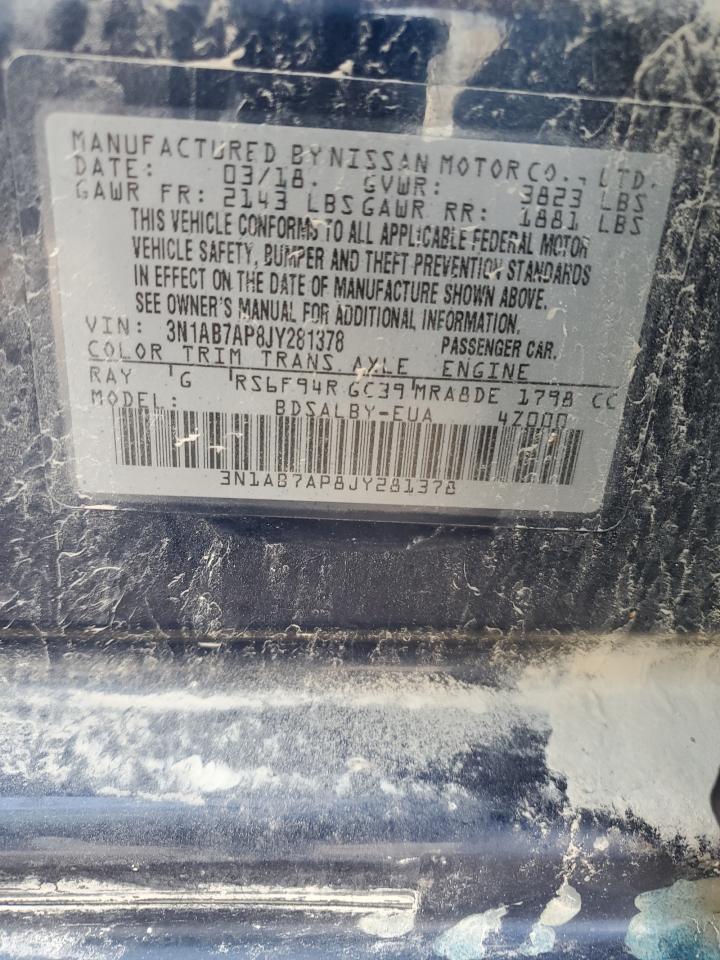 MANUFACTURED BY NISSAN MOTOR CO., LTD.
DATE: 03/18. GVWR: 3823 LBS
GAWR FR: 2143 LBS GAWR RR: 1881 LBS
THIS VEHICLE CONFORMS TO ALL APPLICABLE FEDERAL MOTOR
VEHICLE SAFETY, BUMPER AND THEFT PREVENTION STANDARDS
IN EFFECT ON THE DATE OF MANUFACTURE SHOWN ABOVE.
SEE OWNER'S MANUAL FOR ADDITIONAL INFORMATION.
VIN: 3N1AB7AP8JY281378 PASSENGER CAR.
COLOR TRIM TRANS AXLE ENGINE
RAY G RS6F94R GC39 MRA8DE 1798 CC
MODEL: BDSALBY-EUA 4Z000
3N1AB7AP8JY281378